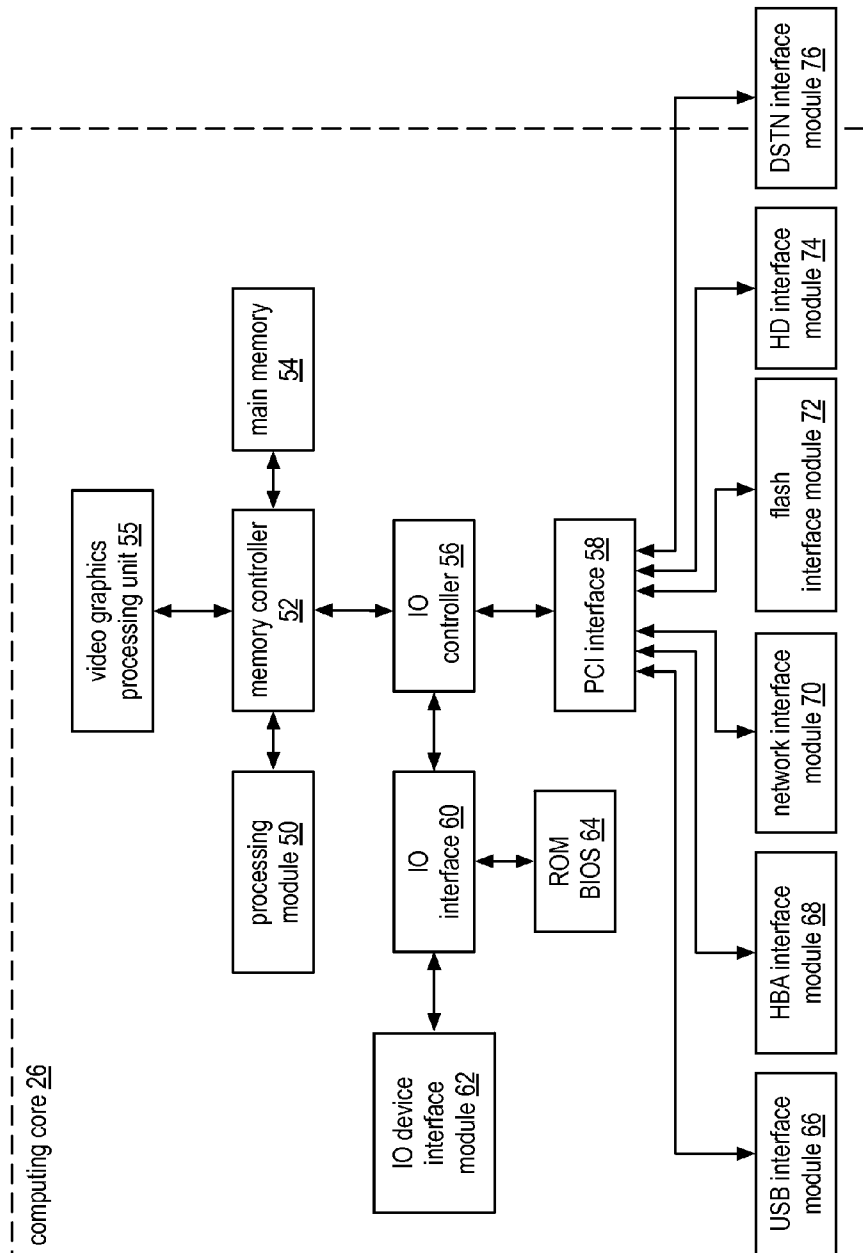 computing core 26
video graphics
processing unit 55
processing
module 50
memory controller
52
main memory
54
IO device
interface
module 62
IO
interface 60
IO
controller 56
ROM
BIOS 64
PCI interface 58
USB interface
module 66
HBA interface
module 68
network interface
module 70
flash
interface module 72
HD interface
module 74
DSTN interface
module 76